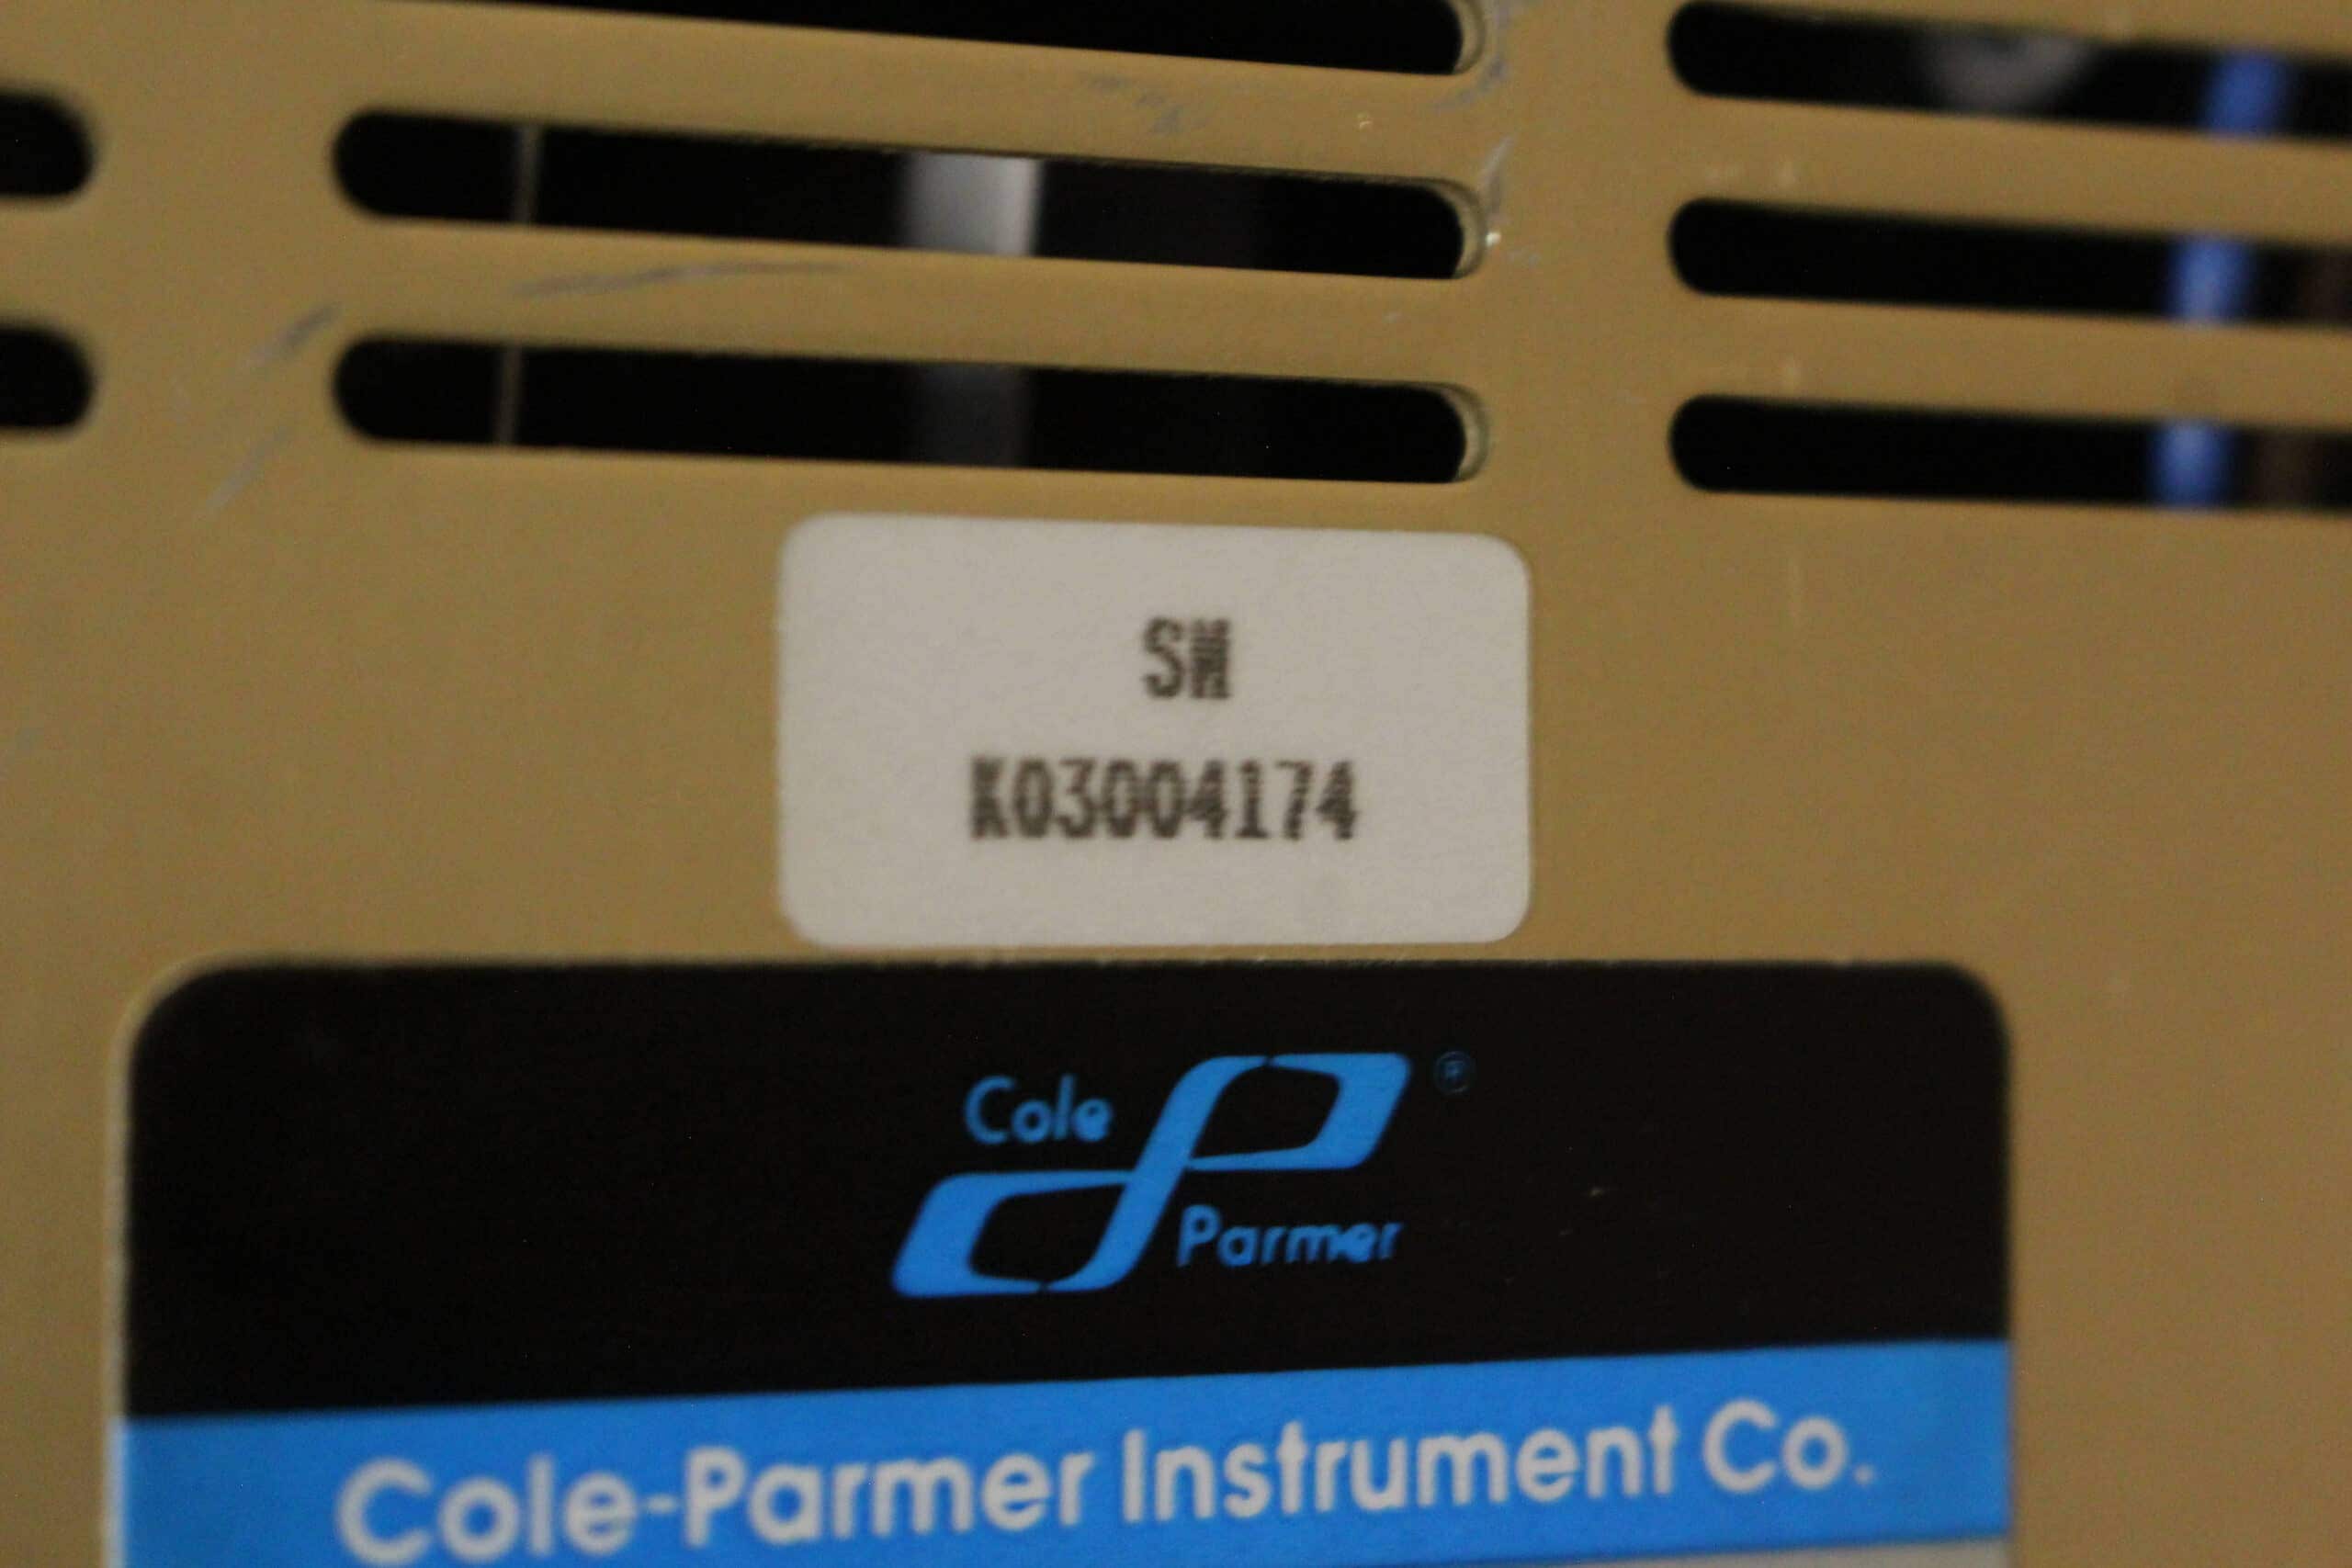 SN
K03004174
Cole
Parmer
®
Cole-Parmer Instrument Co.